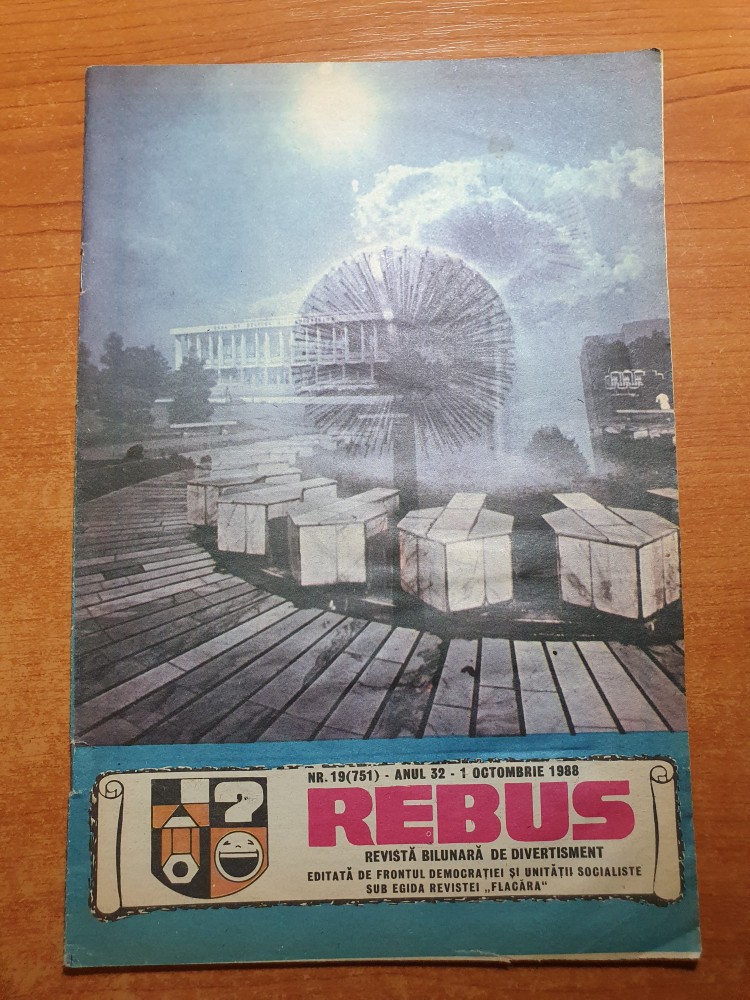 NR. 19(751) - ANUL 32 - 1 OCTOMBRIE 1988
?
REBUS
REVISTĂ BILUNARĂ DE DIVERTISMENT
EDITATĂ DE FRONTUL DEMOCRAȚIEI ȘI UNITĂȚII SOCIALISTE
SUB EGIDA REVISTEI „FLACĂRA“